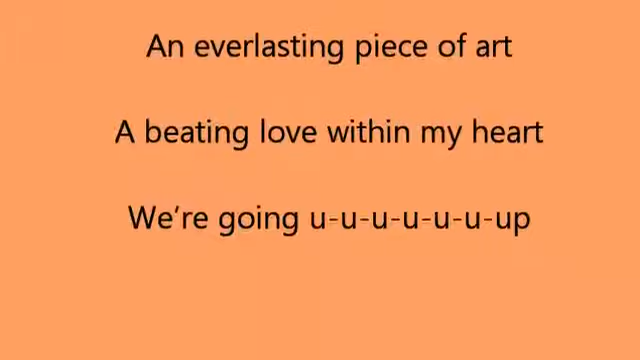 An everlasting piece of art
A beating love within my heart
We’re going u-u-u-u-u-u-up